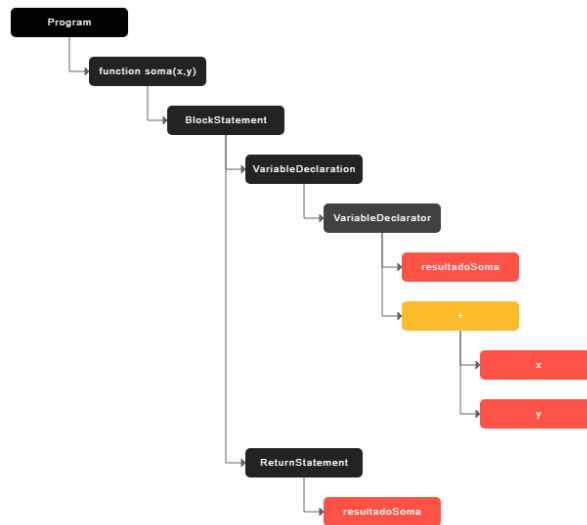 Program
function soma(x,y)
BlockStatement
VariableDeclaration
VariableDeclarator
resultadoSoma
+
x
y
ReturnStatement
resultadoSoma